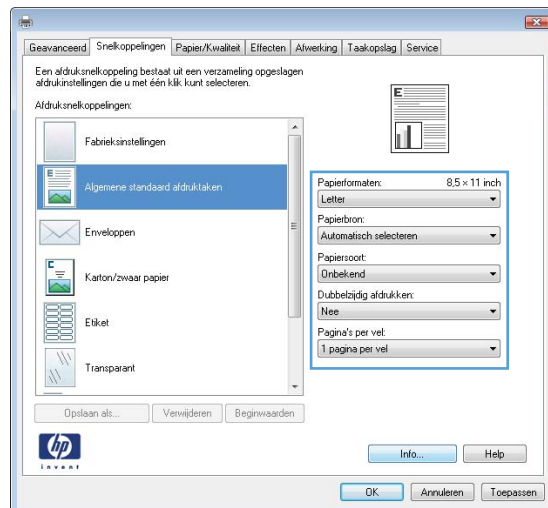 Geavanceerd Snelkoppelingen Papier/Kwaliteit Effecten Afwerking Taakopslag Service
Een afdruksnelkoppeling bestaat uit een verzameling opgeslagen
afdrukinstellingen die u met één klik kunt selecteren.
Afdruksnelkoppelingen:
Fabrieksinstellingen
Algemene standaard afdruktaken
Enveloppen
Karton/zwaar papier
Etiket
Transparant
Opslaan als... Verwijderen Beginwaarden
E
Papierformaten: 8,5 × 11 inch
Letter
Papierbron:
Automatisch selecteren
Papiersoort:
Onbekend
Dubbelzijdig afdrukken:
Nee
Pagina's per vel:
1 pagina per vel
hp
invent
Info... Help
OK Annuleren Toepassen